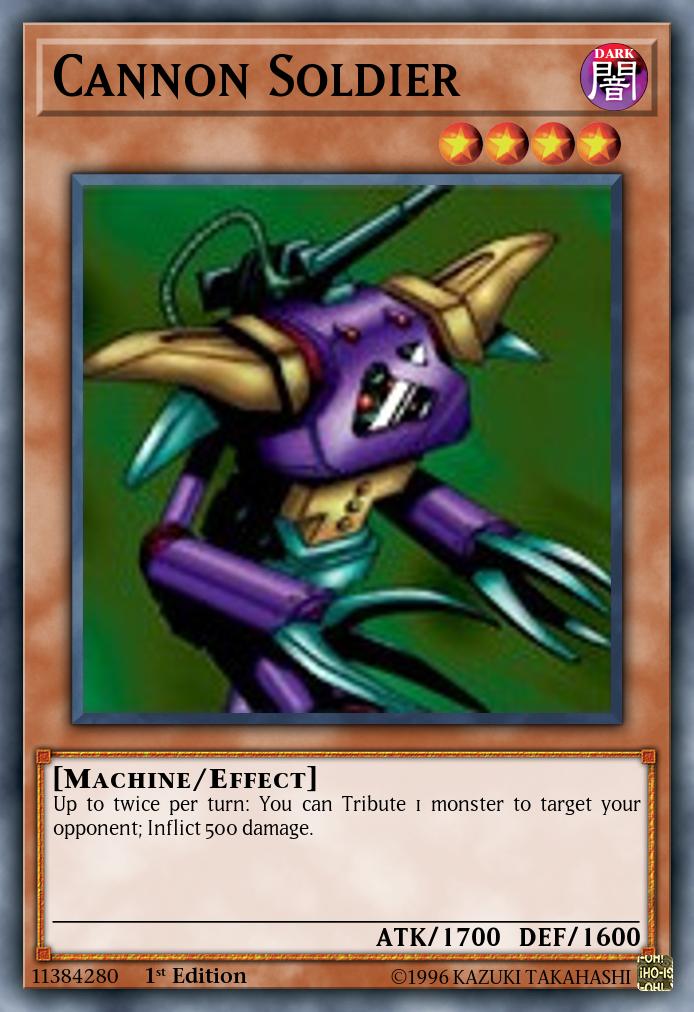 Cannon Soldier
DARK
闇
[Machine/Effect]
Up to twice per turn: You can Tribute 1 monster to target your
opponent; Inflict 500 damage.
ATK/1700 DEF/1600
11384280 1st Edition ©1996 KAZUKI TAKAHASHI